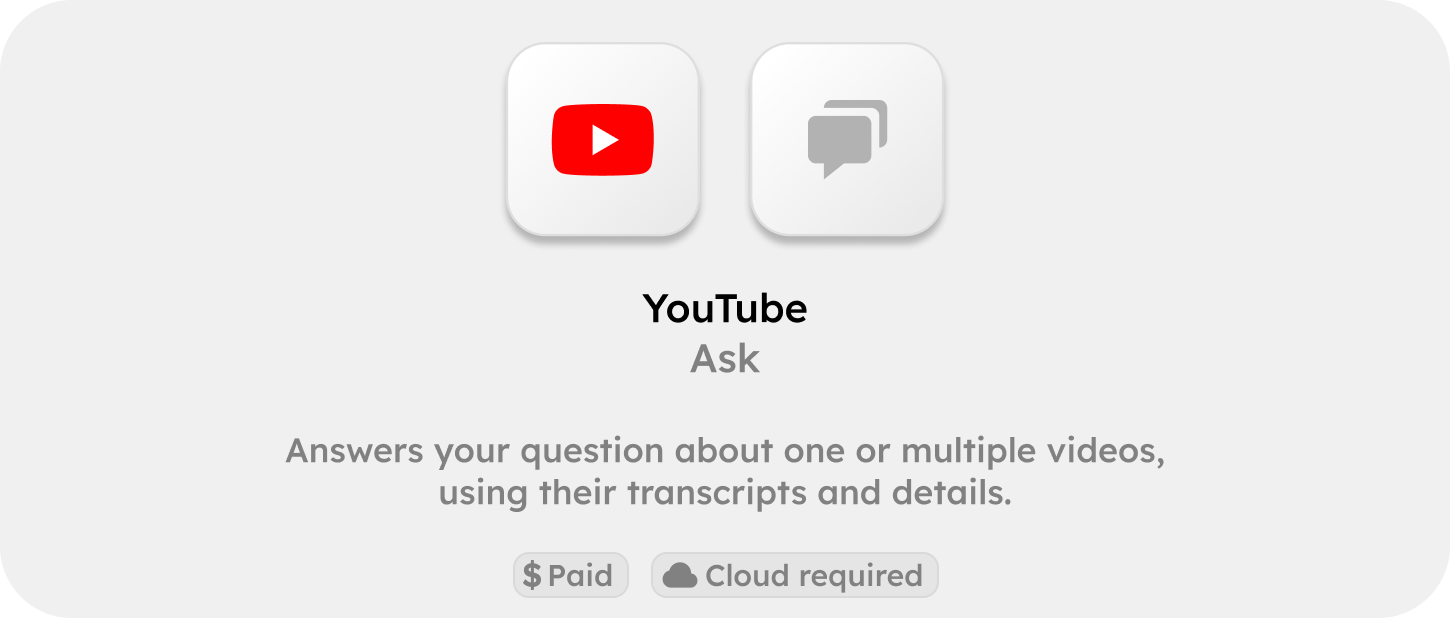 YouTube
Ask
Answers your question about one or multiple videos,
using their transcripts and details.
$ Paid
Cloud required